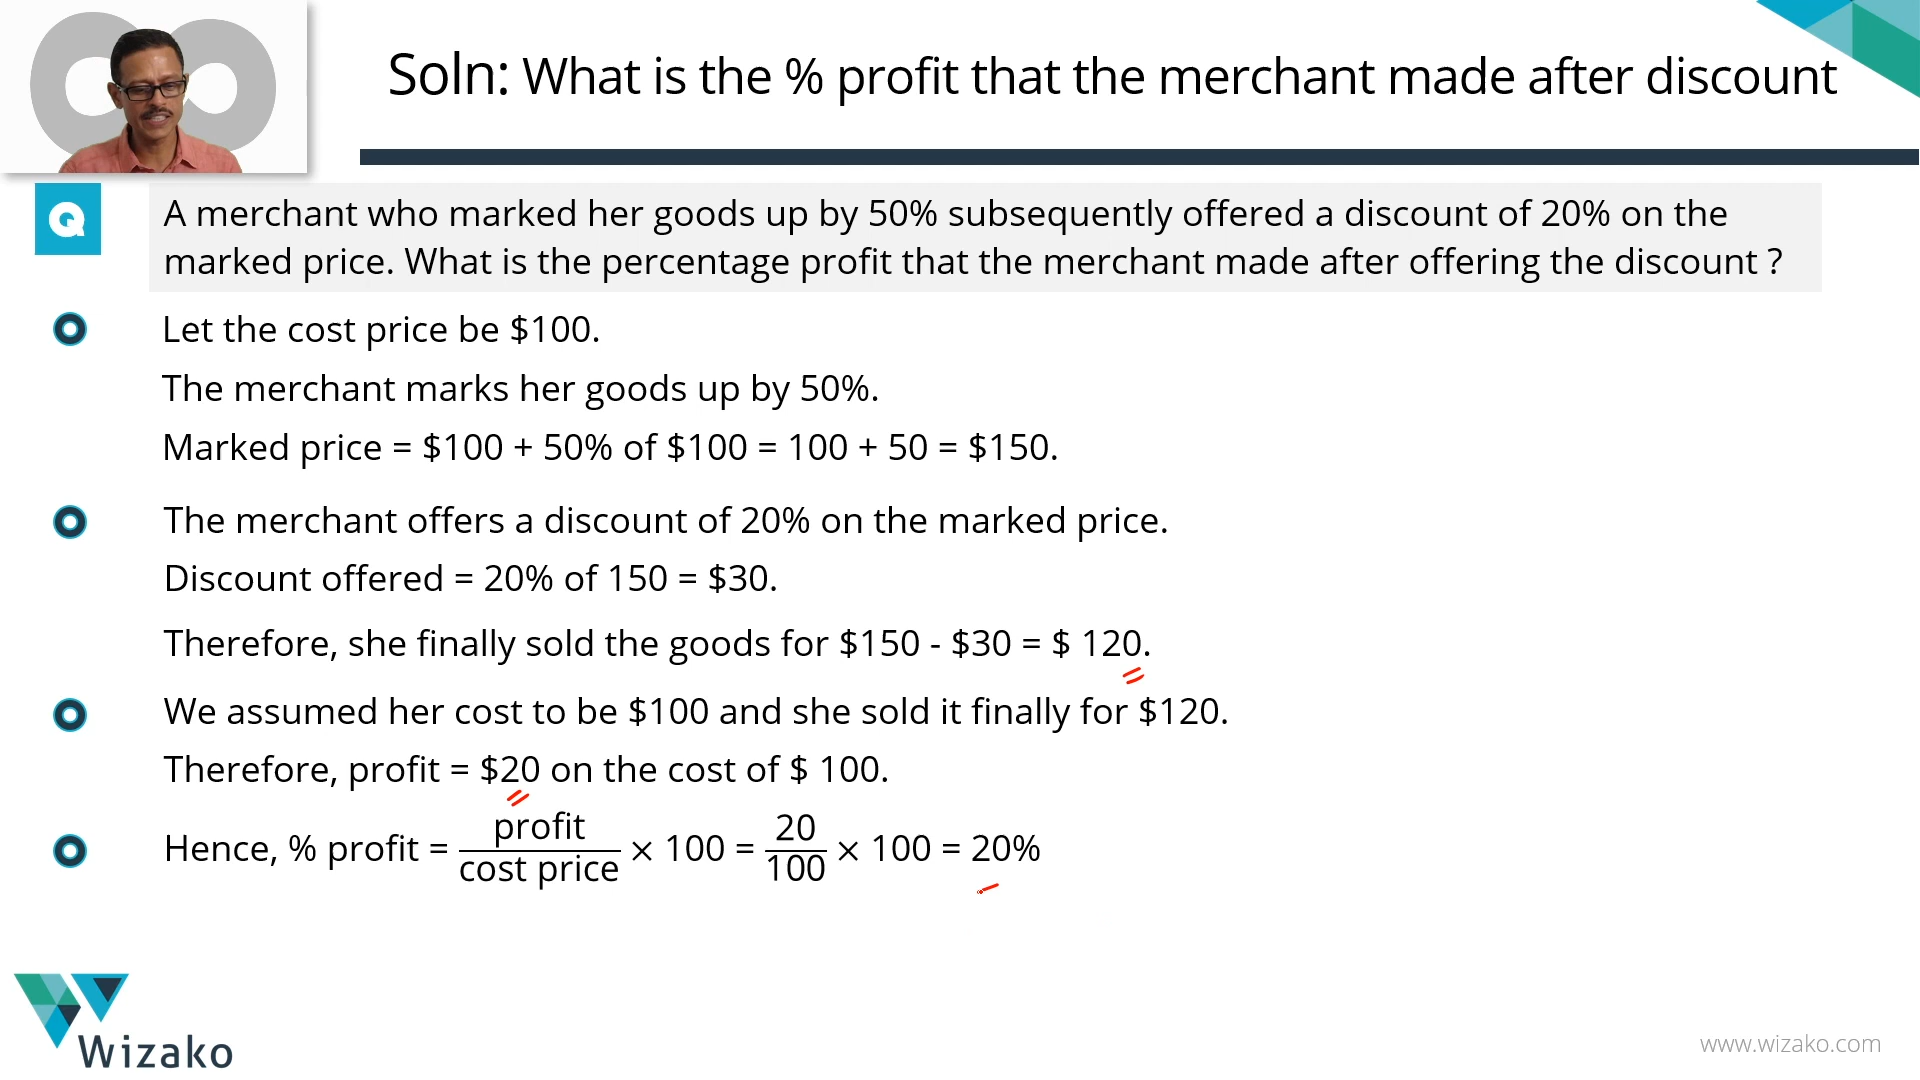 Soln: What is the % profit that the merchant made after discount
Q
A merchant who marked her goods up by 50% subsequently offered a discount of 20% on the
marked price. What is the percentage profit that the merchant made after offering the discount ?
Let the cost price be $100.
The merchant marks her goods up by 50%.
Marked price = $100 + 50% of $100 = 100 + 50 = $150.
The merchant offers a discount of 20% on the marked price.
Discount offered = 20% of 150 = $30.
Therefore, she finally sold the goods for $150 - $30 = $ 120.
We assumed her cost to be $100 and she sold it finally for $120.
Therefore, profit = $20 on the cost of $ 100.
Hence, % profit = profit/cost price × 100 = 20/100 × 100 = 20%
Wizako
www.wizako.com